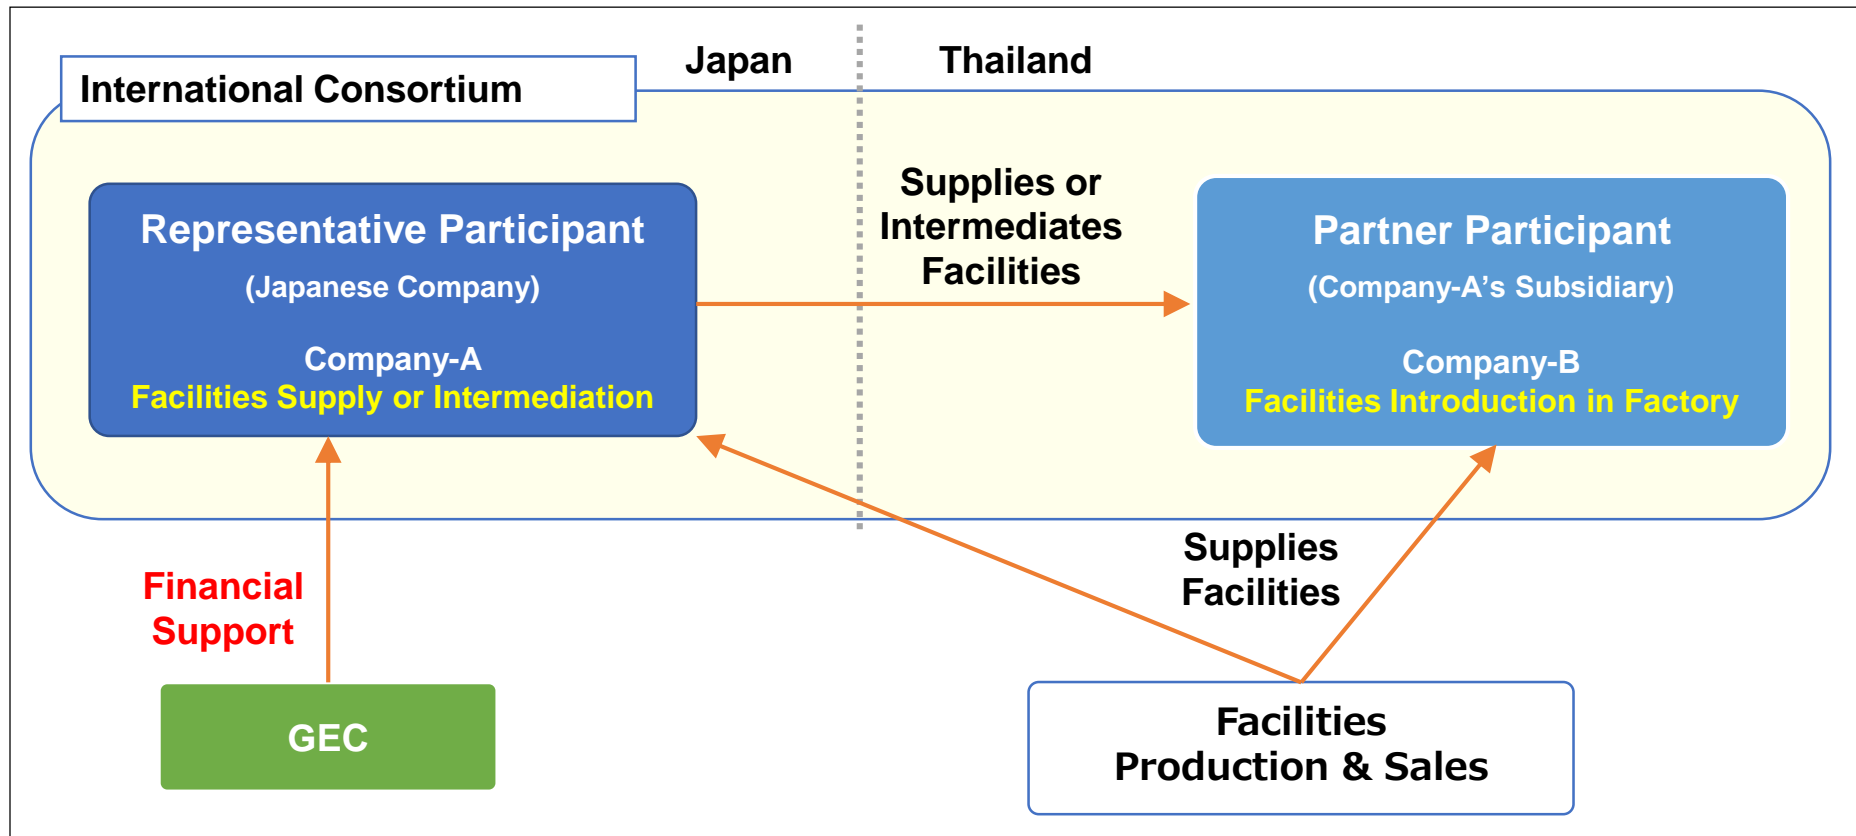 Japan
Thailand
International Consortium
Representative Participant
(Japanese Company)
Company-A
Facilities Supply or Intermediation
Supplies or
Intermediates
Facilities
Partner Participant
(Company-A’s Subsidiary)
Company-B
Facilities Introduction in Factory
Financial
Support
Supplies
Facilities
GEC
Facilities
Production & Sales